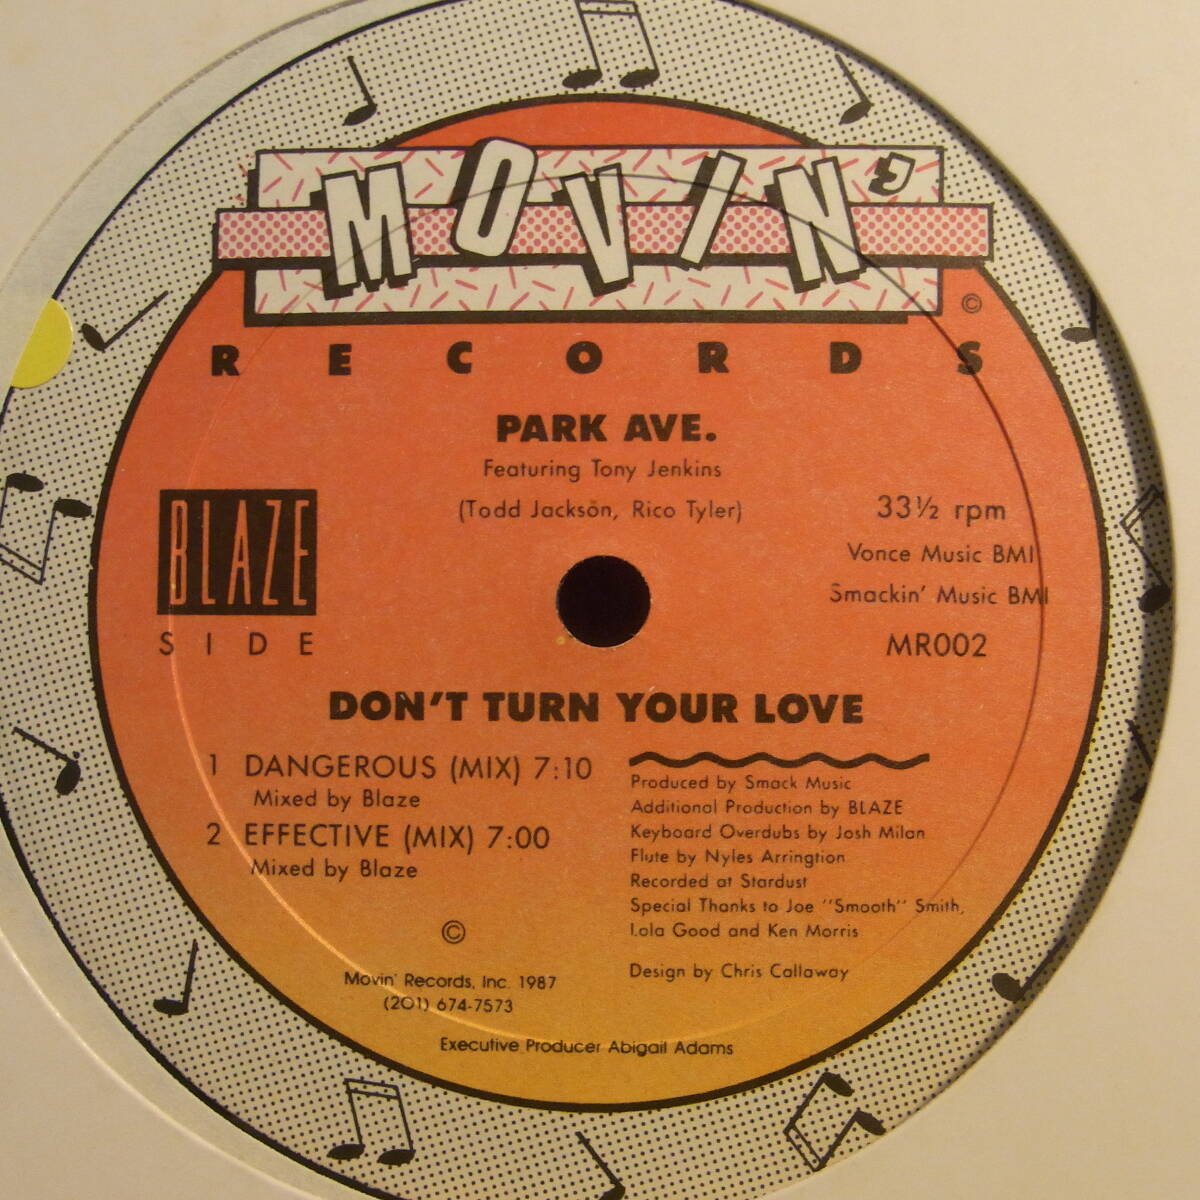 MOVIN'
©
RECORDS
PARK AVE.
Featuring Tony Jenkins
(Todd Jackson, Rico Tyler)
BLAZE
SIDE
33½ rpm
Vonce Music BMI
Smackin' Music BMI
MR002
DON'T TURN YOUR LOVE
1 DANGEROUS (MIX) 7:10
Mixed by Blaze
2 EFFECTIVE (MIX) 7:00
Mixed by Blaze
Produced by Smack Music
Additional Production by BLAZE
Keyboard Overdubs by Josh Milan
Flute by Nyles Arrington
Recorded at Stardust
Special Thanks to Joe "Smooth" Smith,
Lola Good and Ken Morris
Design by Chris Callaway
©
Movin' Records, Inc. 1987
(201) 674-7573
Executive Producer Abigail Adams